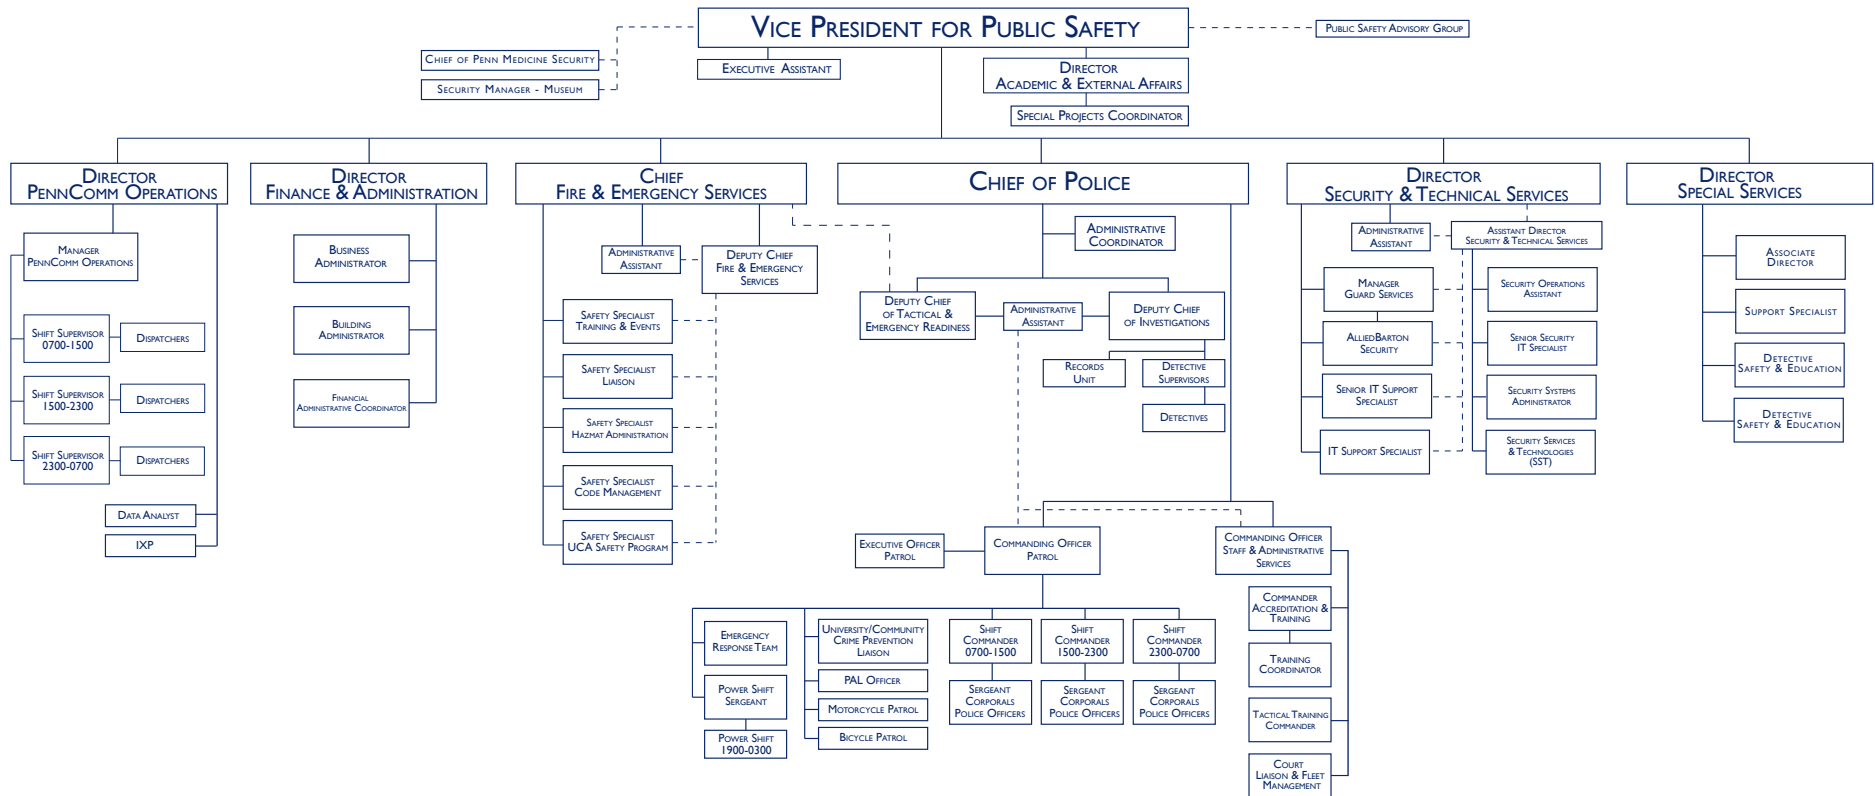 Vice President for Public Safety
Public Safety Advisory Group
Chief of Penn Medicine Security
Security Manager - Museum
Executive Assistant
Director
Academic & External Affairs
Special Projects Coordinator
Director
PennComm Operations
Director
Finance & Administration
Chief
Fire & Emergency Services
Chief of Police
Director
Security & Technical Services
Director
Special Services
Manager
PennComm Operations
Shift Supervisor
0700-1500
Dispatchers
Shift Supervisor
1500-2300
Dispatchers
Shift Supervisor
2300-0700
Dispatchers
Data Analyst
IXP
Business
Administrator
Building
Administrator
Financial
Administrative Coordinator
Administrative
Assistant
Deputy Chief
Fire & Emergency
Services
Safety Specialist
Training & Events
Safety Specialist
Liaison
Safety Specialist
Hazmat Administration
Safety Specialist
Code Management
Safety Specialist
UCA Safety Program
Administrative
Coordinator
Deputy Chief
of Tactical &
Emergency Readiness
Administrative
Assistant
Deputy Chief
of Investigations
Records
Unit
Detective
Supervisors
Detectives
Executive Officer
Patrol
Commanding Officer
Patrol
Commanding Officer
Staff & Administrative
Services
Emergency
Response Team
Power Shift
Sergeant
Power Shift
1900-0300
University/Community
Crime Prevention
Liaison
PAL Officer
Motorcycle Patrol
Bicycle Patrol
Shift
Commander
0700-1500
Sergeant
Corporals
Police Officers
Shift
Commander
1500-2300
Sergeant
Corporals
Police Officers
Shift
Commander
2300-0700
Sergeant
Corporals
Police Officers
Commander
Accreditation &
Training
Training
Coordinator
Tactical Training
Commander
Court
Liaison & Fleet
Management
Administrative
Assistant
Assistant Director
Security & Technical Services
Manager
Guard Services
AlliedBarton
Security
Senior IT Support
Specialist
IT Support Specialist
Security Operations
Assistant
Senior Security
IT Specialist
Security Systems
Administrator
Security Services
& Technologies
(SST)
Associate
Director
Support Specialist
Detective
Safety & Education
Detective
Safety & Education